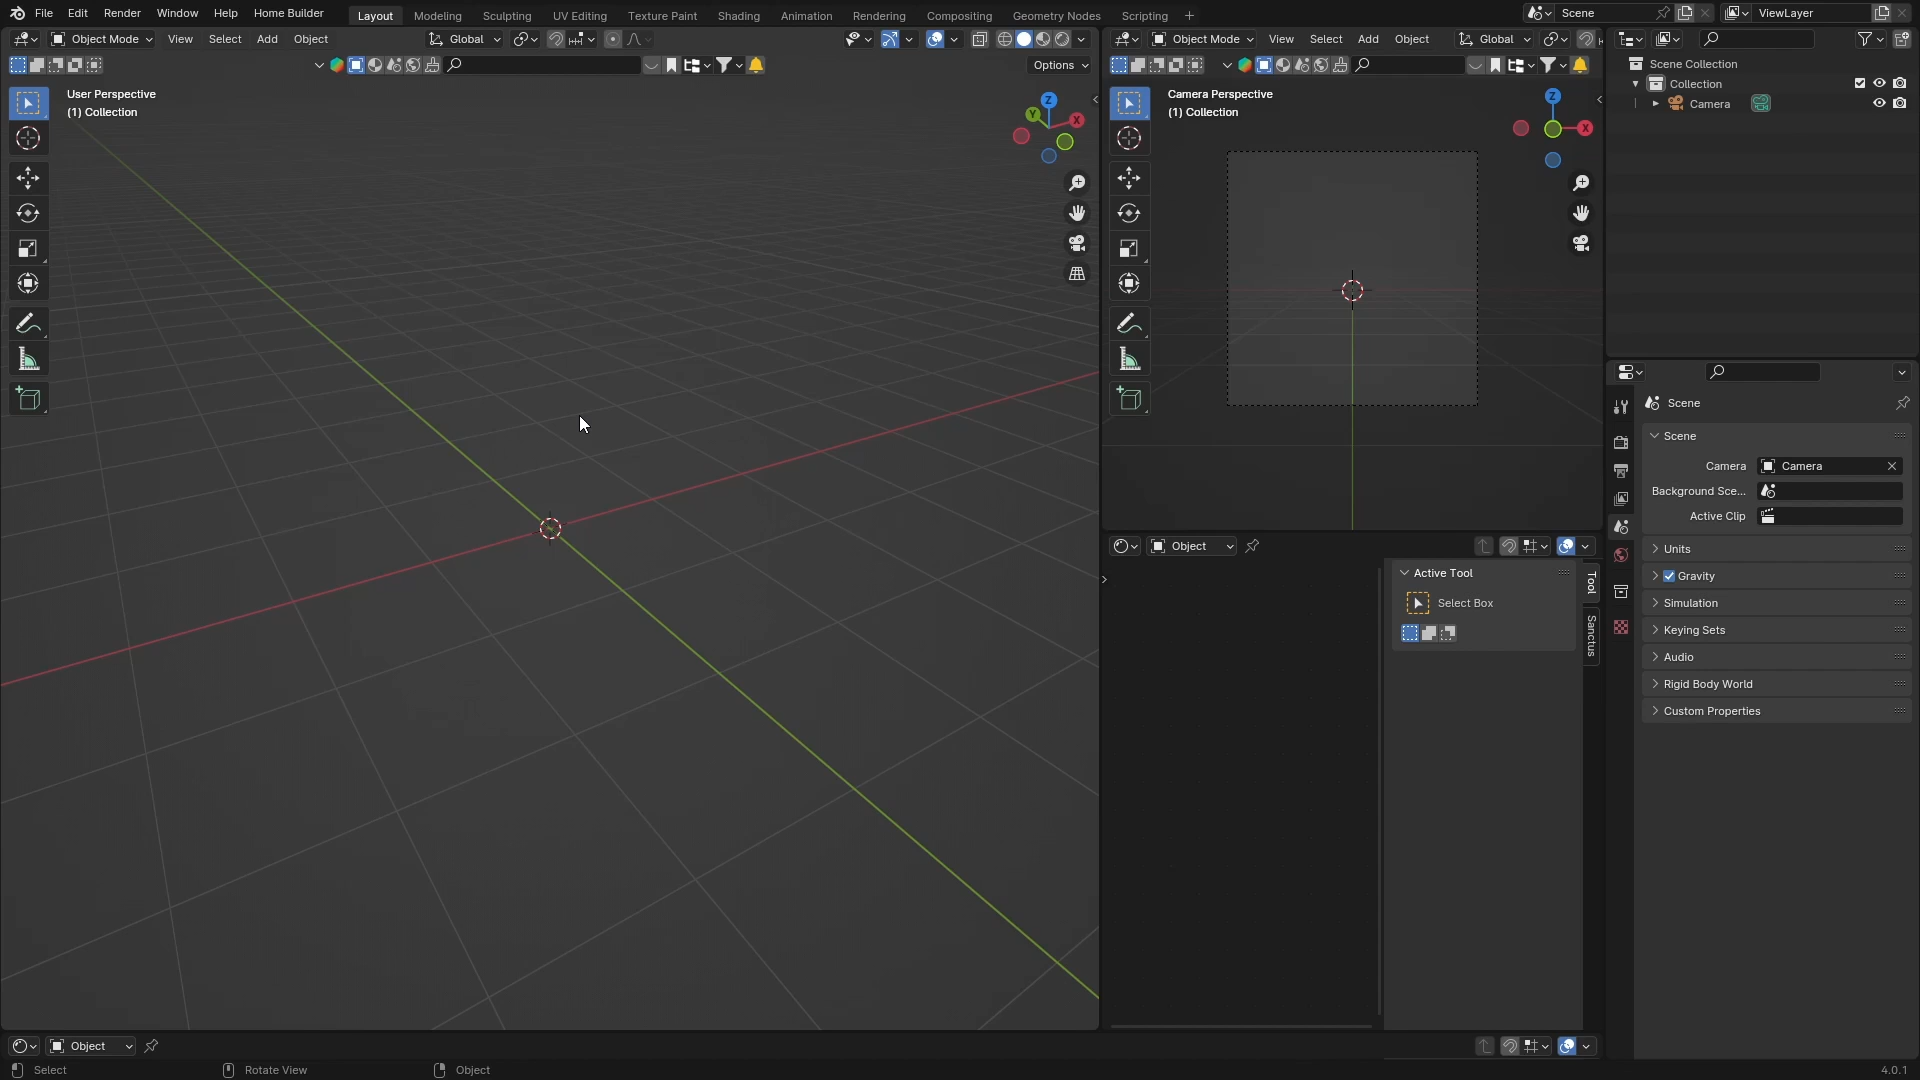 File Edit Render Window Help Home Builder Layout Modeling Sculpting UV Editing Texture Paint Shading Animation Rendering Compositing Geometry Nodes Scripting + Scene ViewLayer
Object Mode View Select Add Object Global
Options
User Perspective
(1) Collection
Z
Y
X
Object Mode View Select Add Object Global
Camera Perspective
(1) Collection
Z
X
Object
Active Tool
Select Box
Tool
Sanctus
Scene Collection
Collection
Camera
Scene
Scene
Camera Camera
Background Sce...
Active Clip
Units
Gravity
Simulation
Keying Sets
Audio
Rigid Body World
Custom Properties
Object
Select Rotate View Object 4.0.1